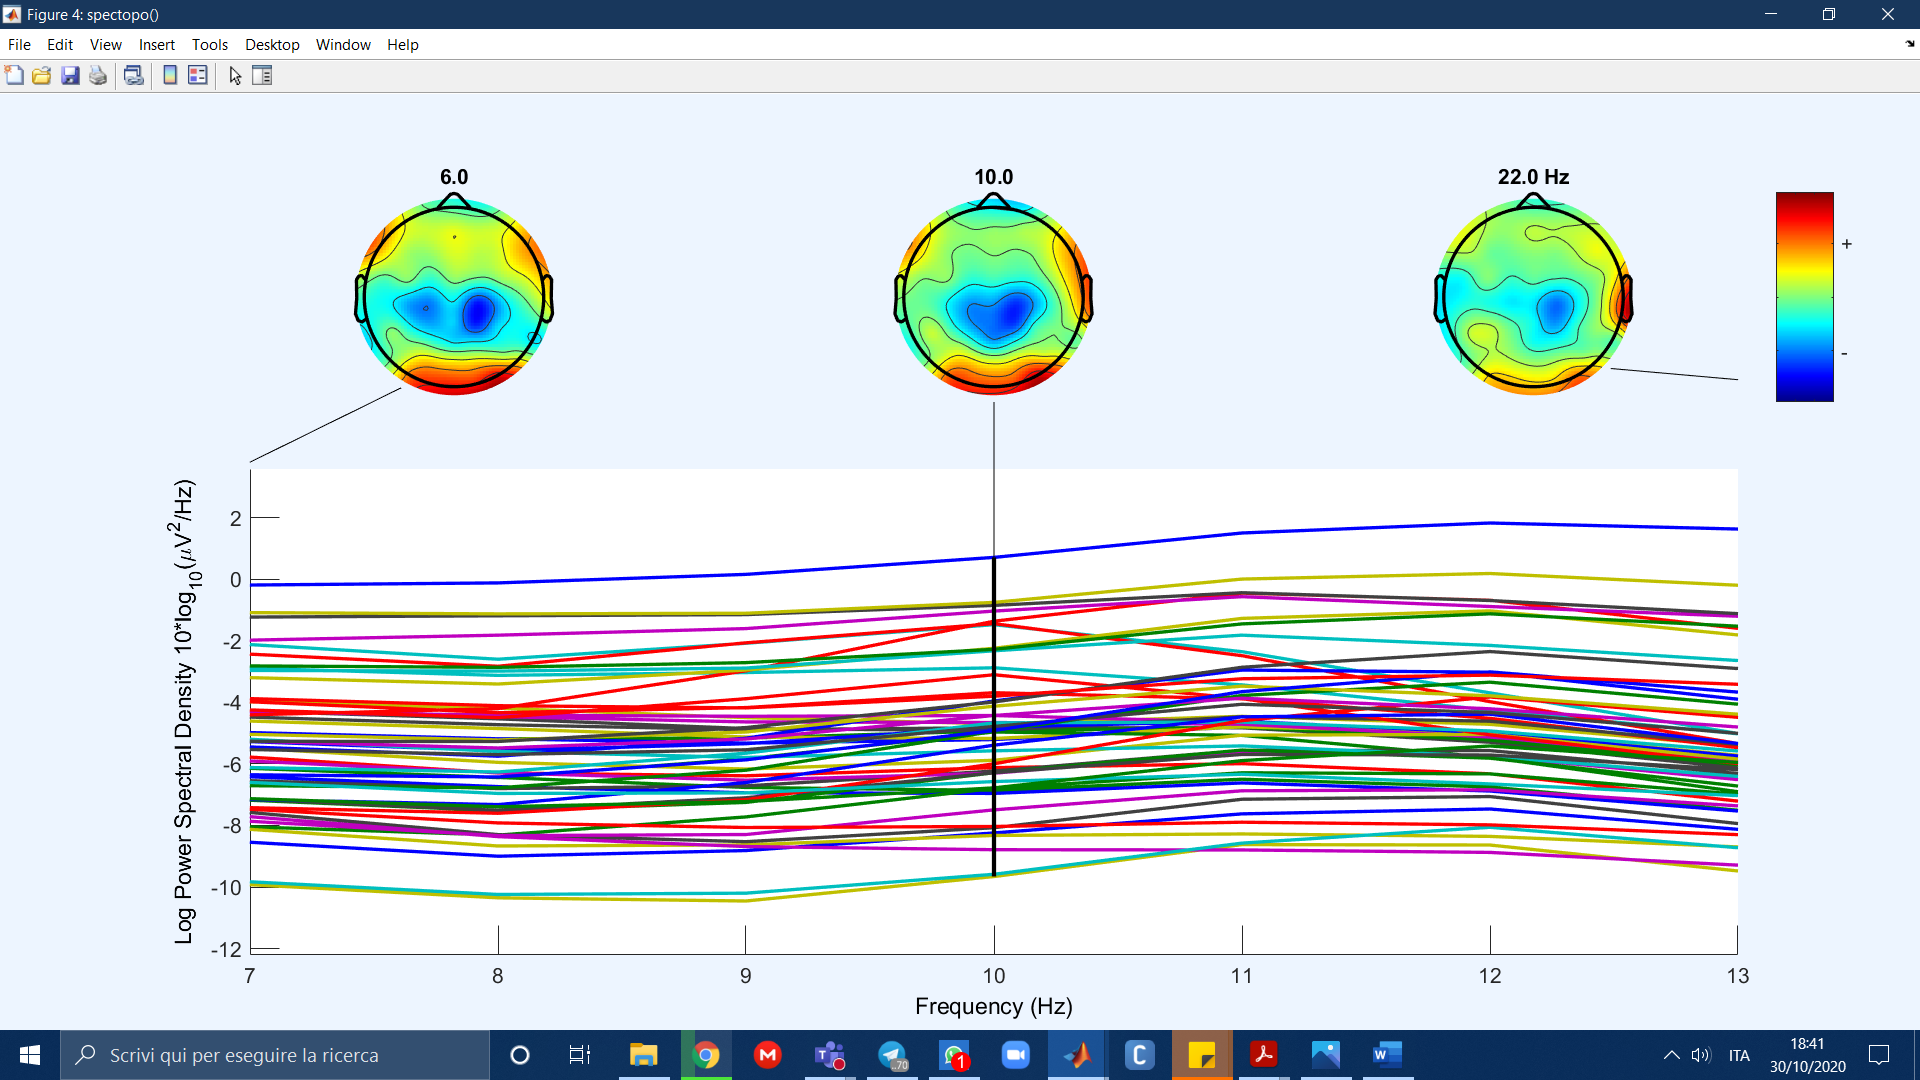 Figure 4: spectopo()
File Edit View Insert Tools Desktop Window Help
6.0
10.0
22.0 Hz
+
-
Log Power Spectral Density 10*log10(μV2/Hz)
2
0
-2
-4
-6
-8
-10
-12
7 8 9 10 11 12 13
Frequency (Hz)
Scrivi qui per eseguire la ricerca
M
T
..70
1
C
W
ITA
18:41
30/10/2020